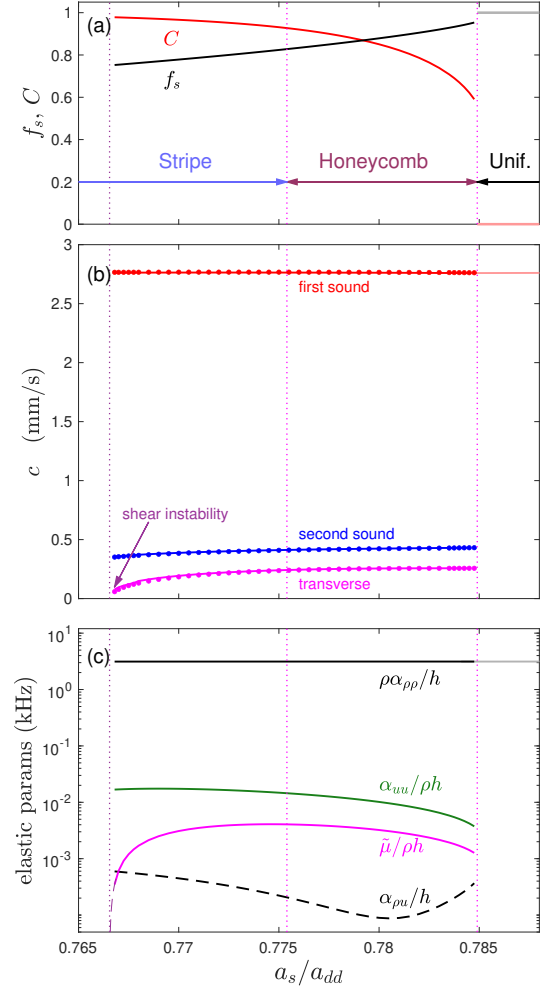 (a)
1
0.8
0.6
0.4
0.2
0
f_s, C
C
f_s
Stripe
Honeycomb
Unif.
(b)
3
2.5
2
1.5
1
0.5
0
c (mm/s)
first sound
shear instability
second sound
transverse
(c)
10^1
10^0
10^-1
10^-2
10^-3
elastic params (kHz)
ρα_ρρ/h
α_uu/ρh
μ̃/ρh
α_ρu/h
0.765 0.77 0.775 0.78 0.785
a_s/a_dd